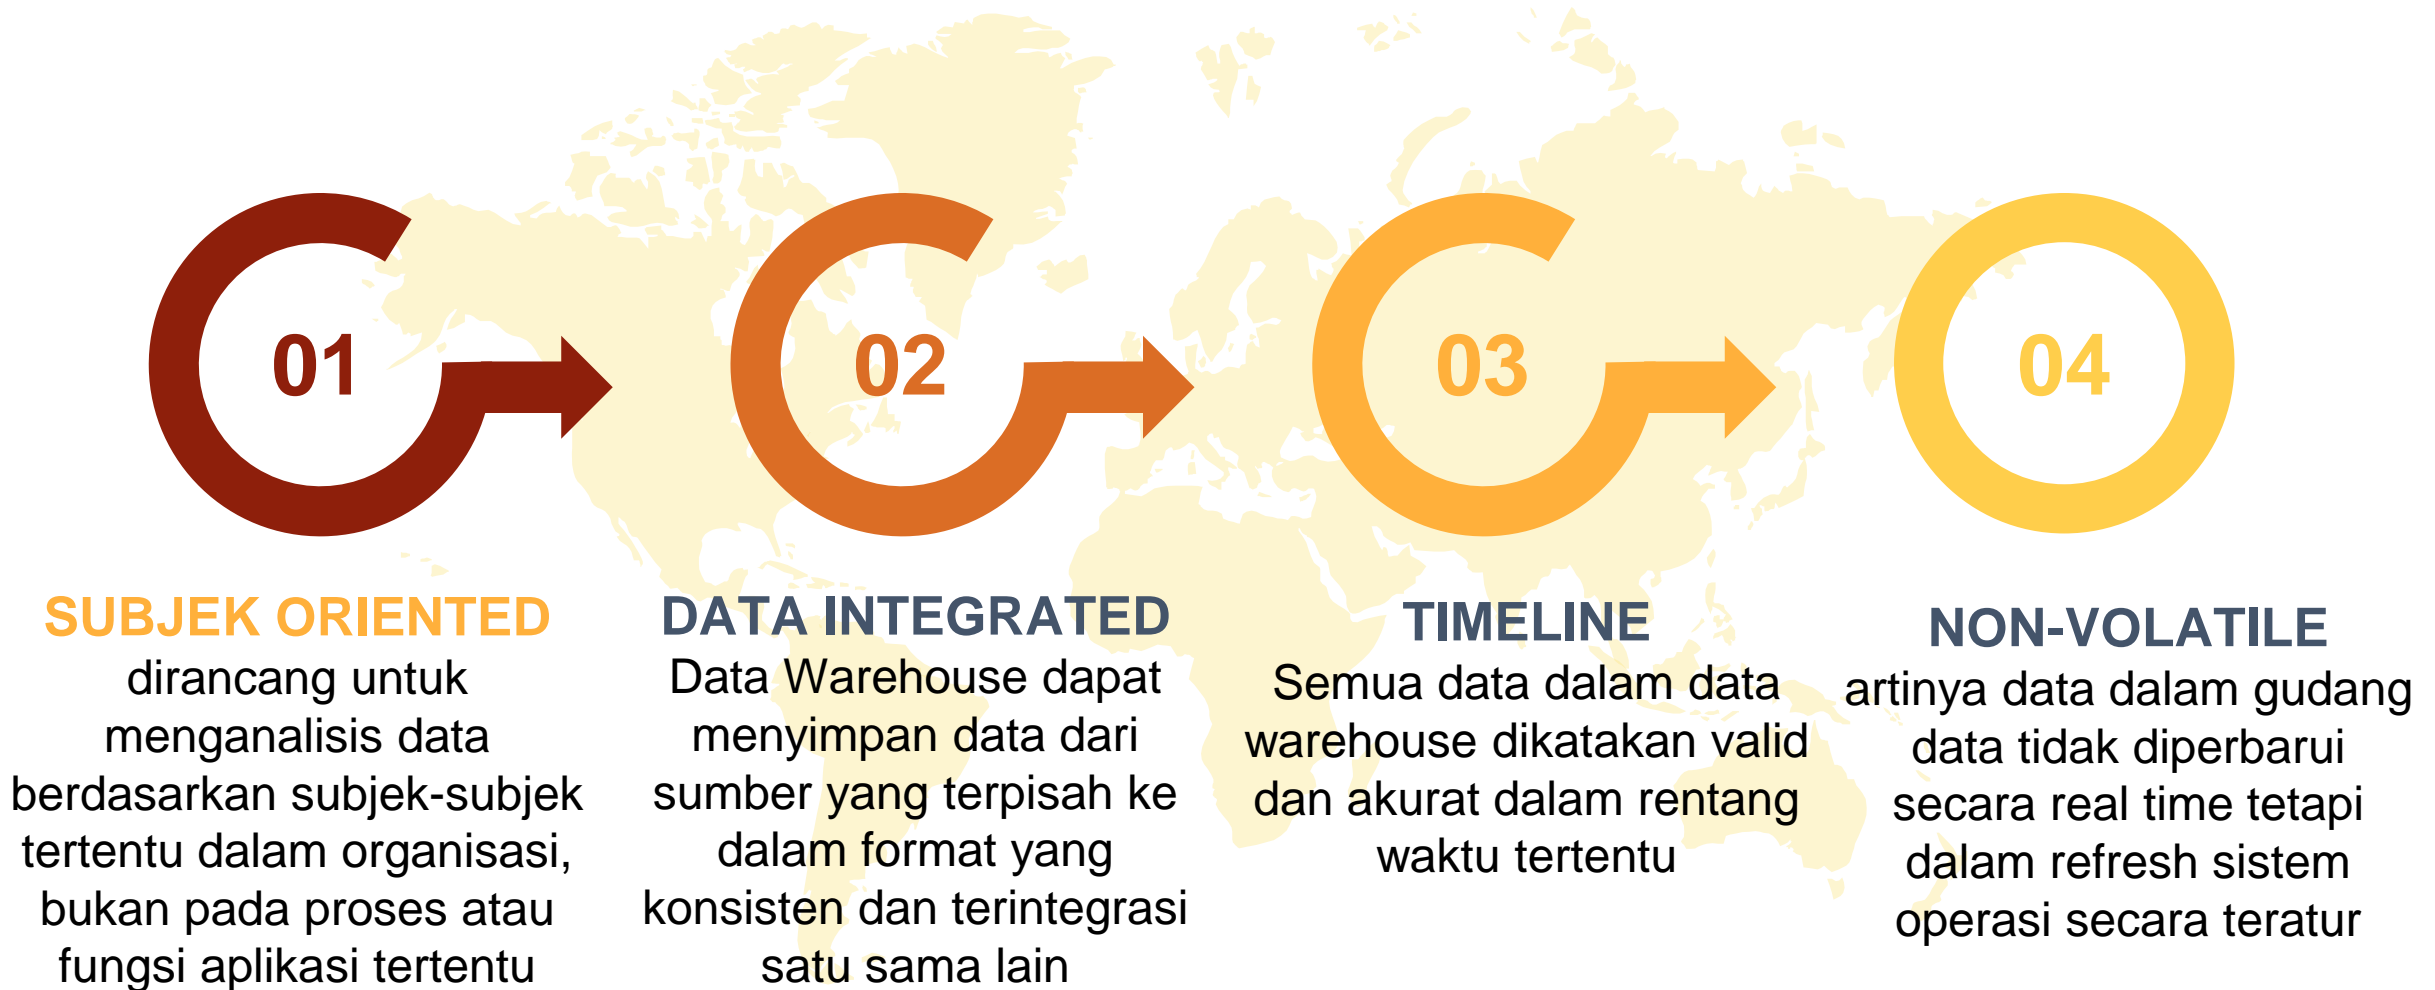 01
SUBJEK ORIENTED
dirancang untuk
menganalisis data
berdasarkan subjek-subjek
tertentu dalam organisasi,
bukan pada proses atau
fungsi aplikasi tertentu
02
DATA INTEGRATED
Data Warehouse dapat
menyimpan data dari
sumber yang terpisah ke
dalam format yang
konsisten dan terintegrasi
satu sama lain
03
TIMELINE
Semua data dalam data
warehouse dikatakan valid
dan akurat dalam rentang
waktu tertentu
04
NON-VOLATILE
artinya data dalam gudang
data tidak diperbarui
secara real time tetapi
dalam refresh sistem
operasi secara teratur